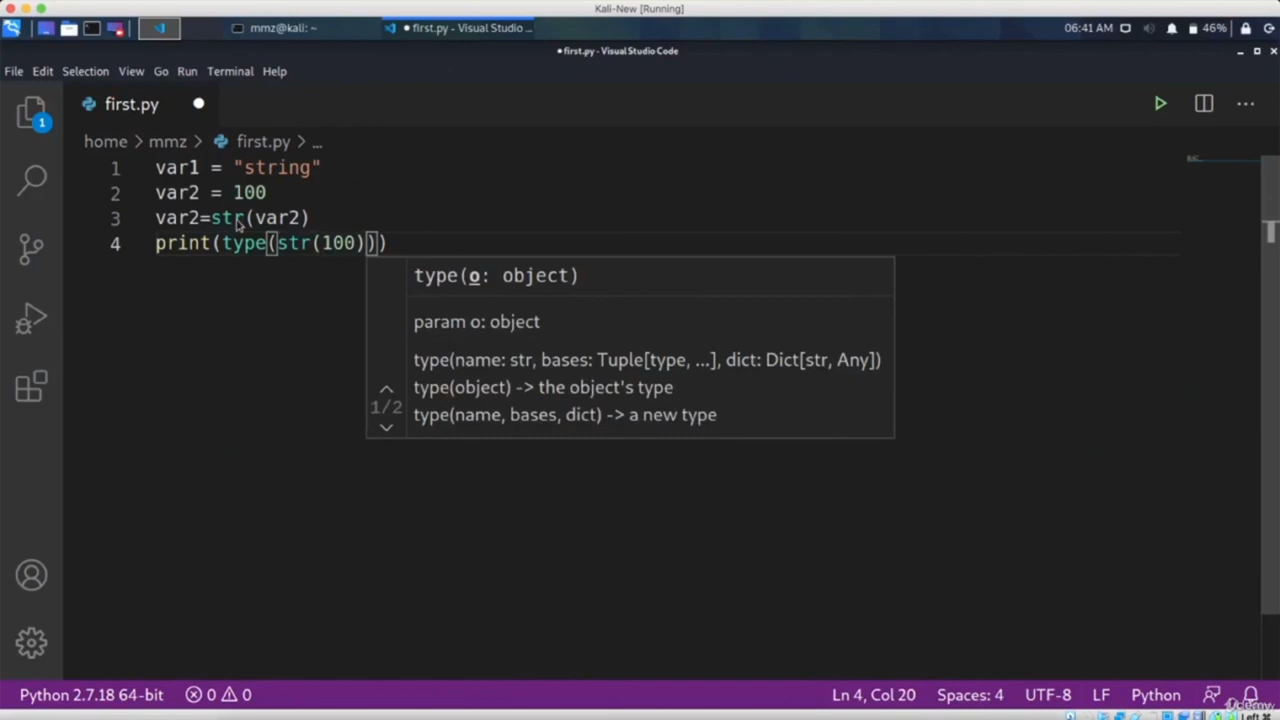 Kali-New [Running]
mmz@kali: ~
first.py - Visual Studio ...
06:41 AM
46%
first.py - Visual Studio Code
File Edit Selection View Go Run Terminal Help
first.py
home > mmz > first.py > ...
1 var1 = "string"
2 var2 = 100
3 var2=str(var2)
4 print(type(str(100)))
type(o: object)
param o: object
type(name: str, bases: Tuple[type, ...], dict: Dict[str, Any])
type(object) -> the object's type
1/2
type(name, bases, dict) -> a new type
1
Python 2.7.18 64-bit 0 0 Ln 4, Col 20 Spaces: 4 UTF-8 LF Python
Udemy
Left ⌘